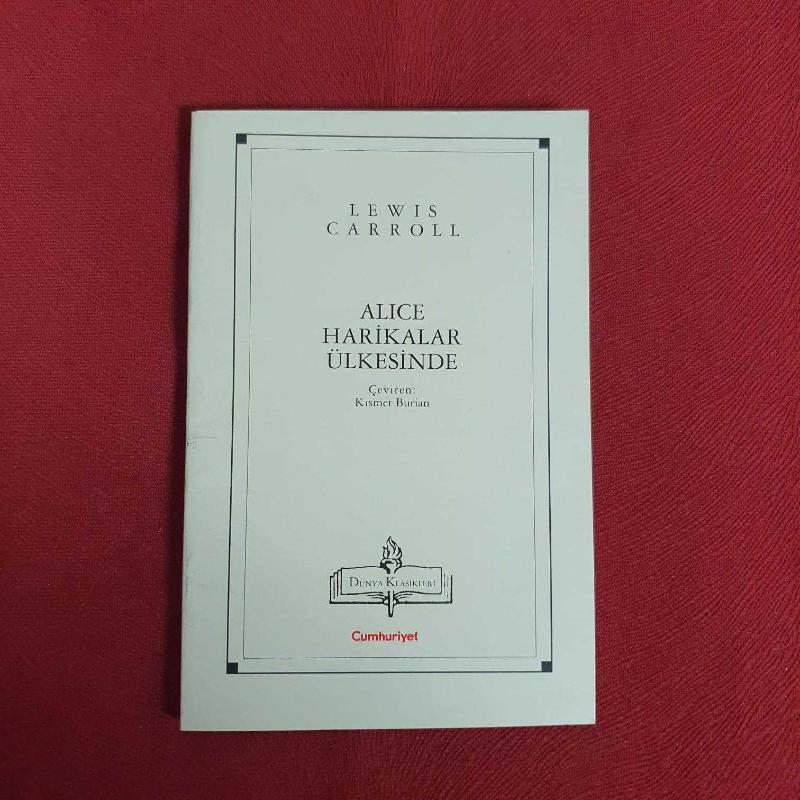 LEWIS
CARROLL
ALICE
HARİKALAR
ÜLKESİNDE
Çeviren:
Kısmet Burian
DÜNYA KLASİKLERİ
Cumhuriyet